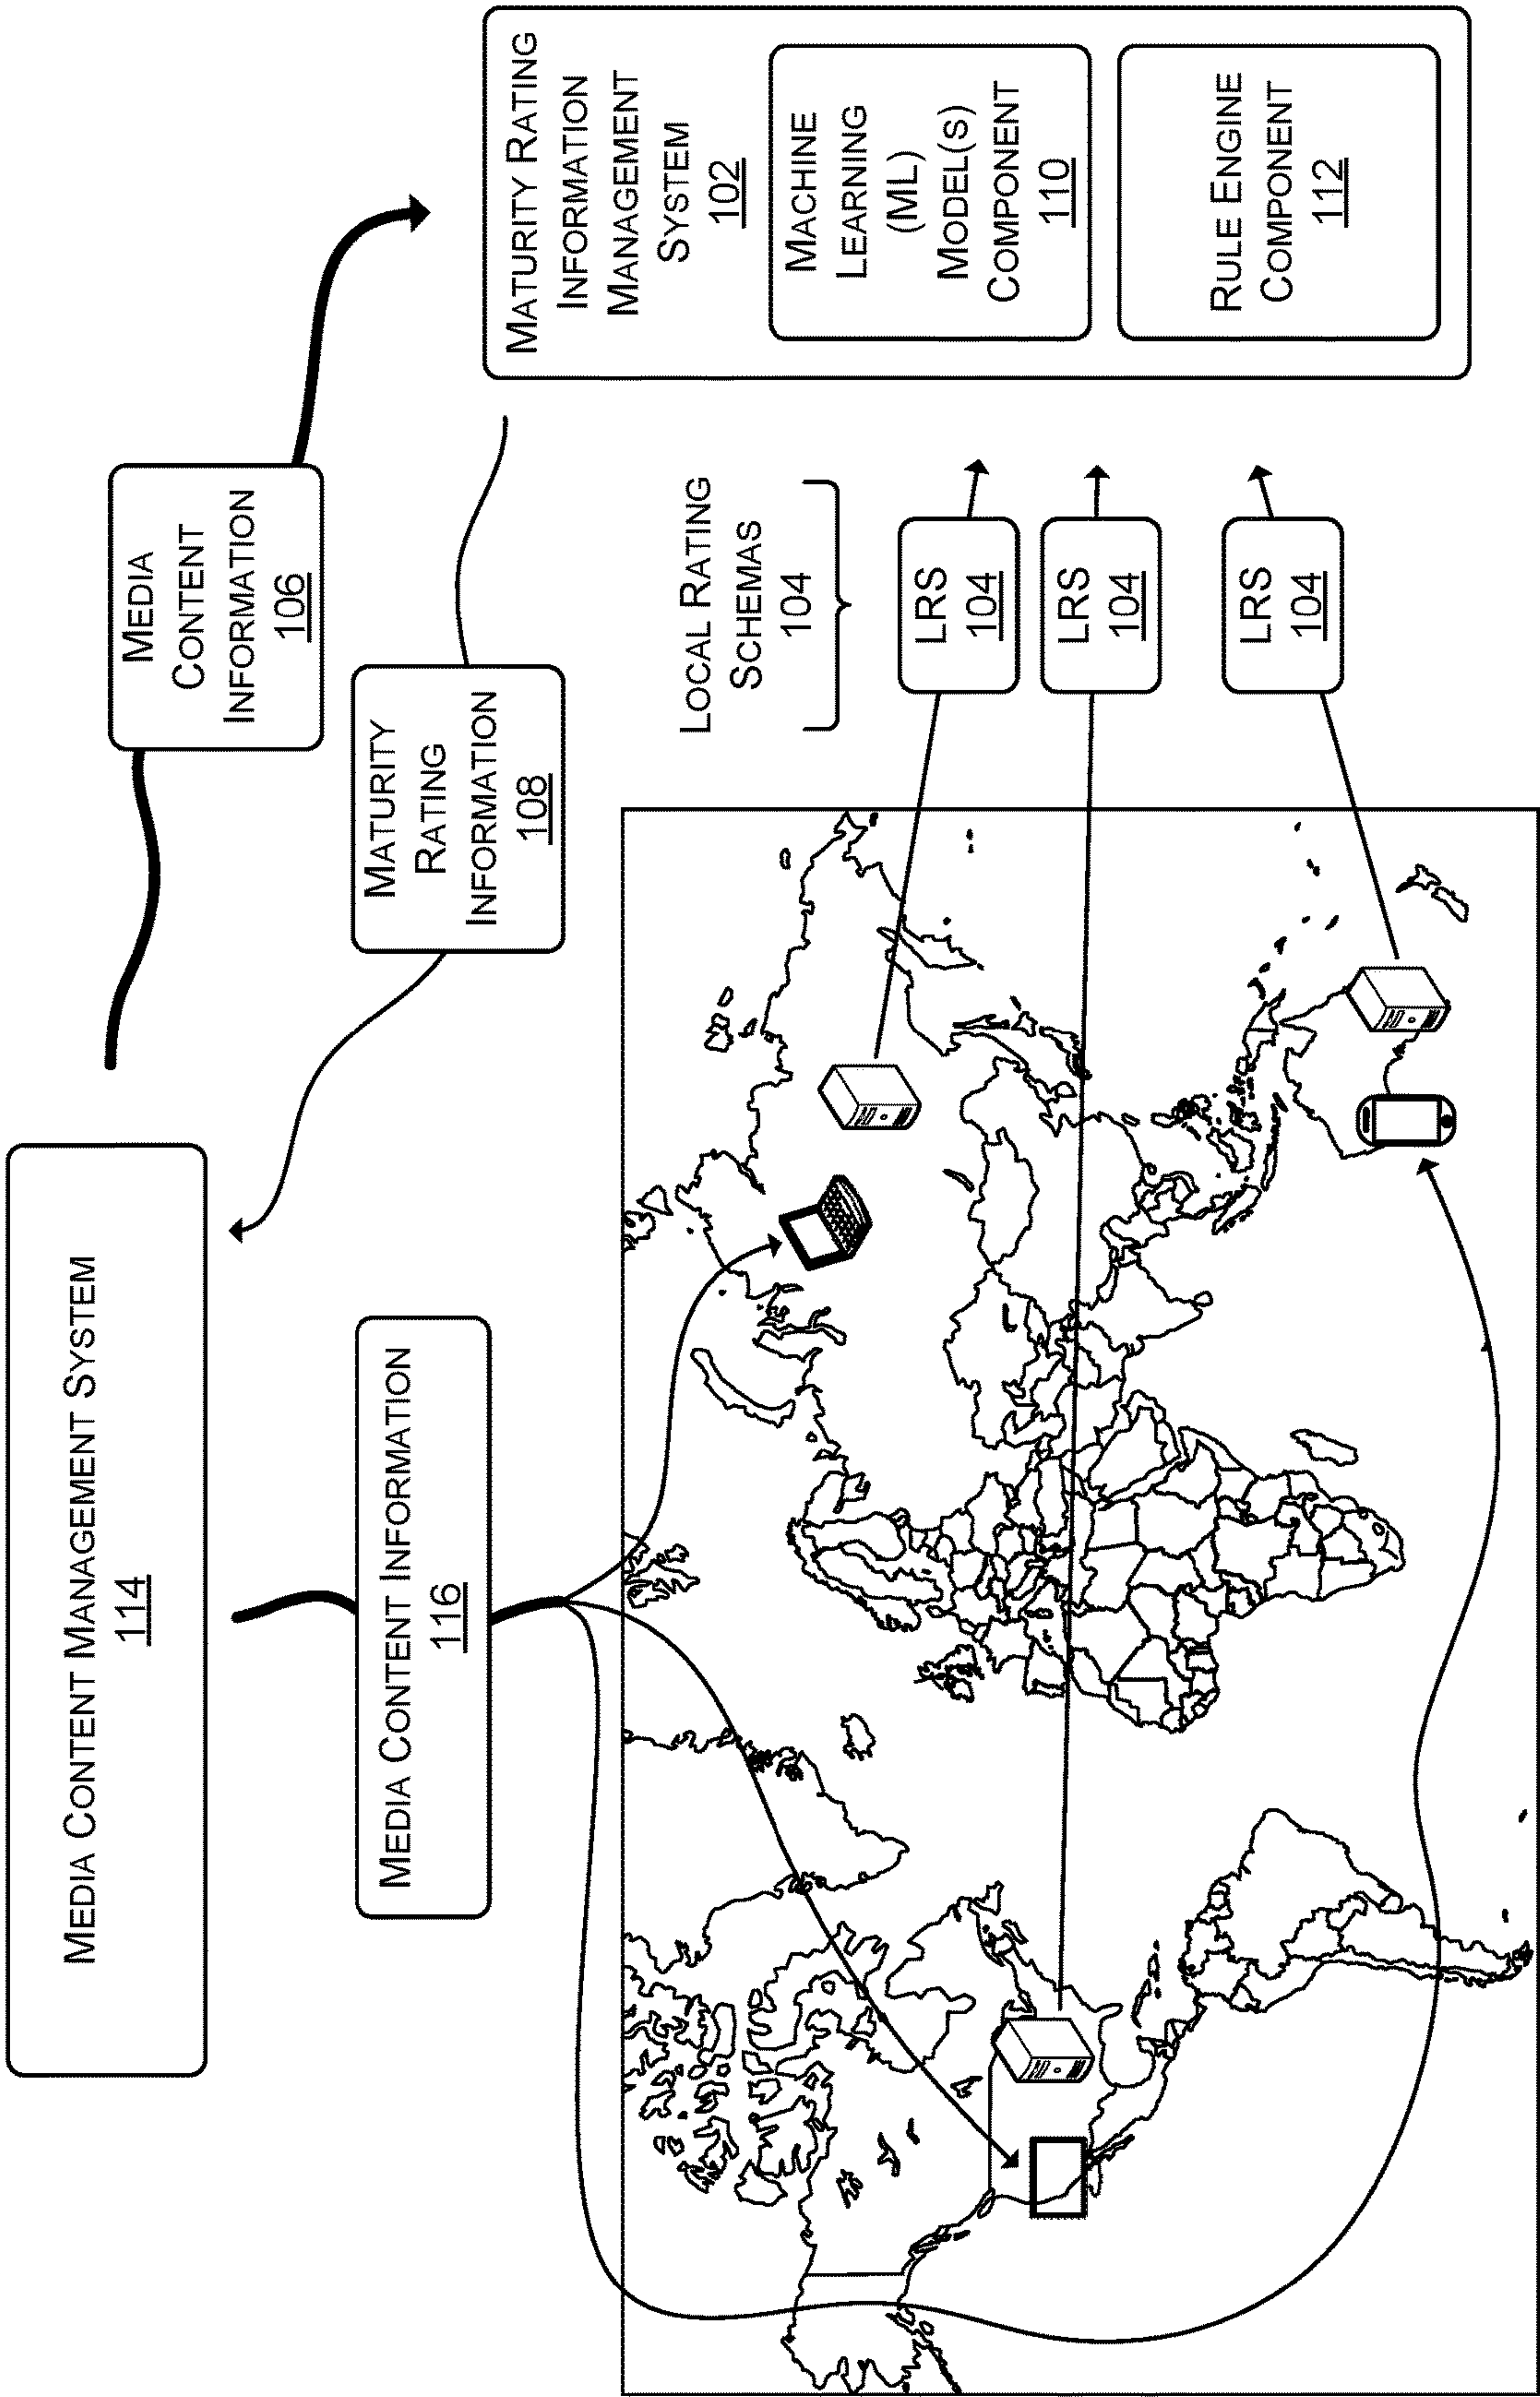 MEDIA CONTENT MANAGEMENT SYSTEM
114
MEDIA CONTENT INFORMATION
116
MEDIA
CONTENT
INFORMATION
106
MATURITY
RATING
INFORMATION
108
MATURITY RATING
INFORMATION
MANAGEMENT
SYSTEM
102
MACHINE
LEARNING
(ML)
MODEL(S)
COMPONENT
110
RULE ENGINE
COMPONENT
112
LOCAL RATING
SCHEMAS
104
LRS
104
LRS
104
LRS
104